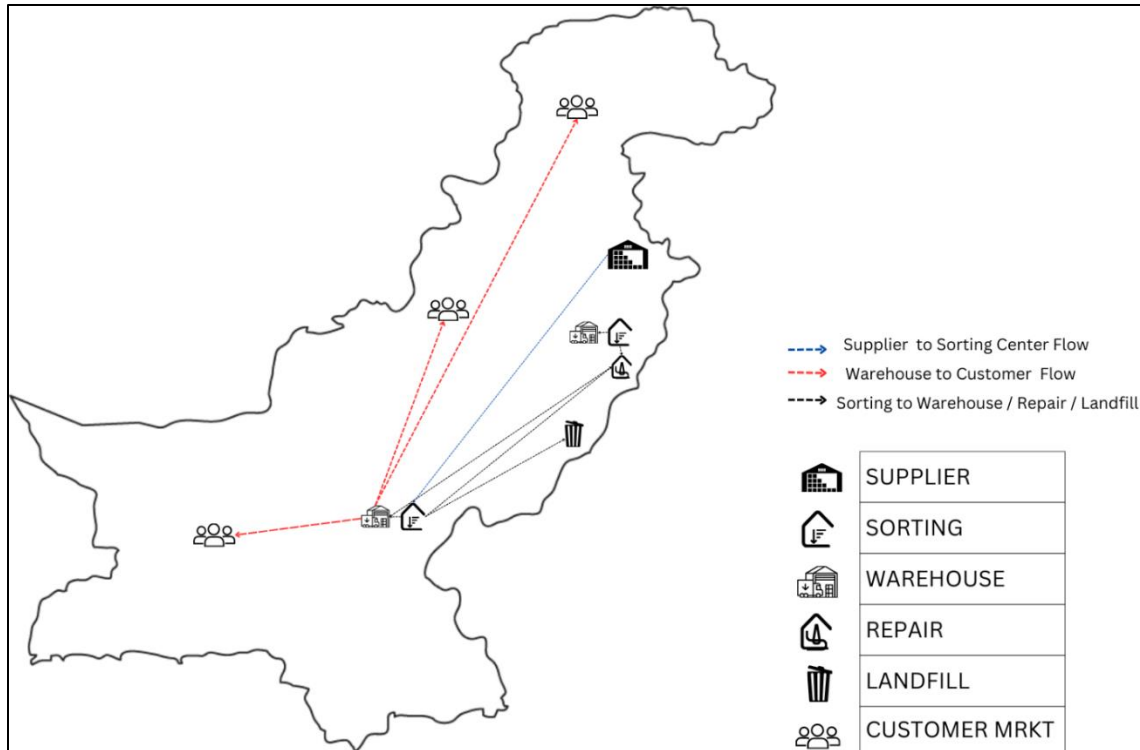 Supplier to Sorting Center Flow
Warehouse to Customer Flow
Sorting to Warehouse / Repair / Landfill
SUPPLIER
SORTING
WAREHOUSE
REPAIR
LANDFILL
CUSTOMER MRKT